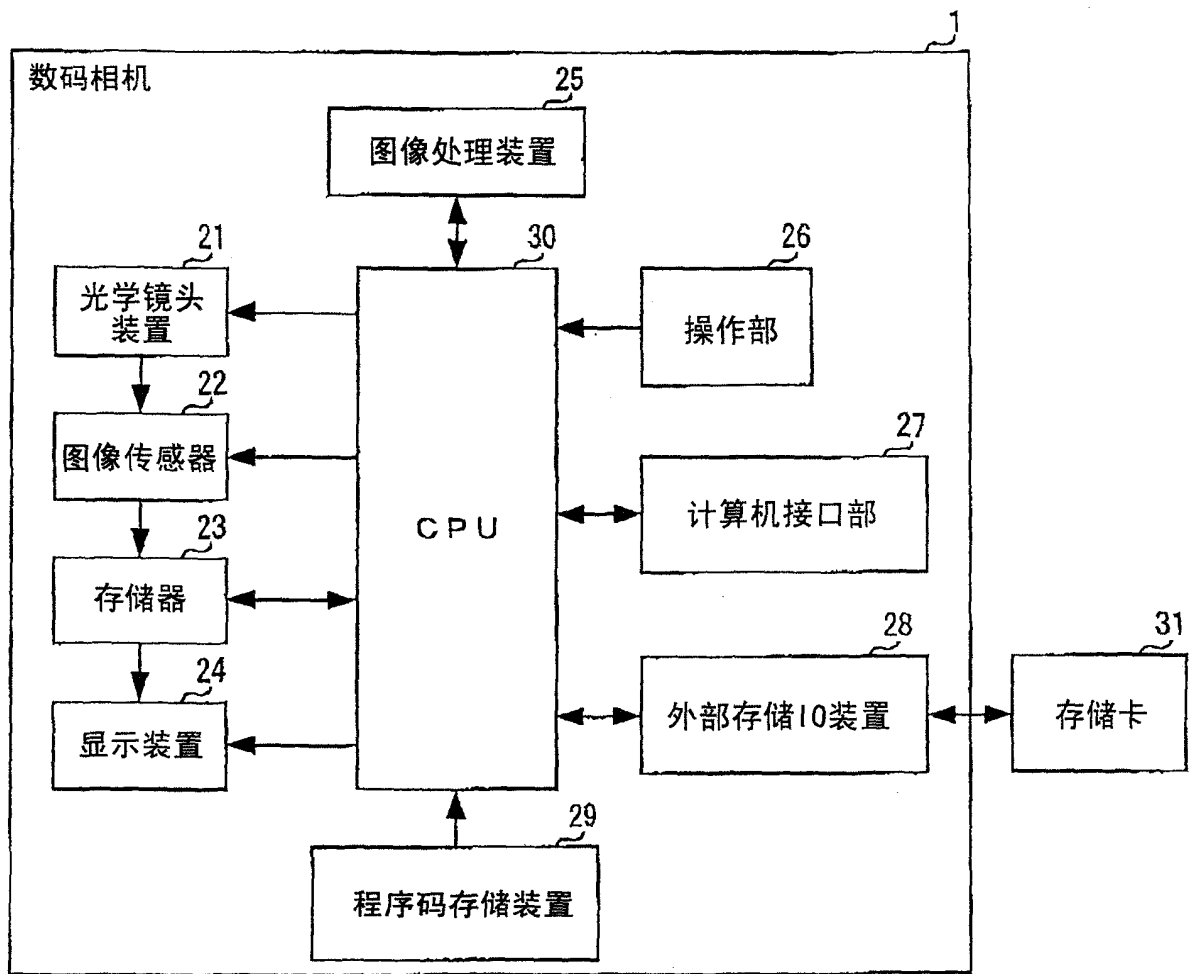 1
数码相机
25
图像处理装置
21
光学镜头
装置
30
CPU
26
操作部
22
图像传感器
27
计算机接口部
23
存储器
28
外部存储IO装置
31
存储卡
24
显示装置
29
程序码存储装置